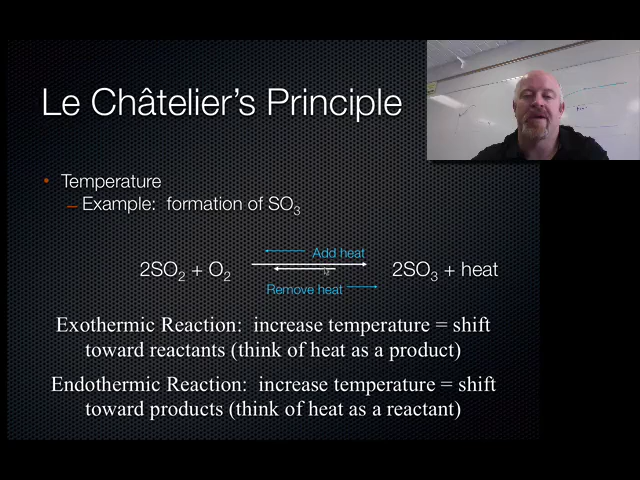 Le Châtelier's Principle
• Temperature
– Example: formation of SO₃
Add heat
2SO₂ + O₂ 2SO₃ + heat
Remove heat
Exothermic Reaction: increase temperature = shift
toward reactants (think of heat as a product)
Endothermic Reaction: increase temperature = shift
toward products (think of heat as a reactant)